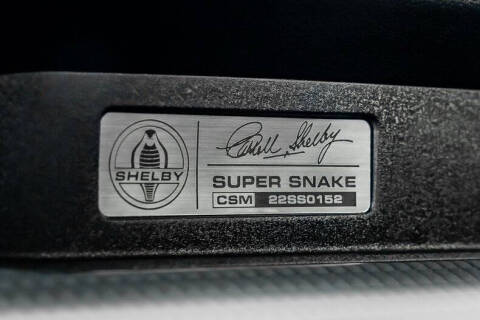 SHELBY
Carroll Shelby
SUPER SNAKE
CSM 22SS0152